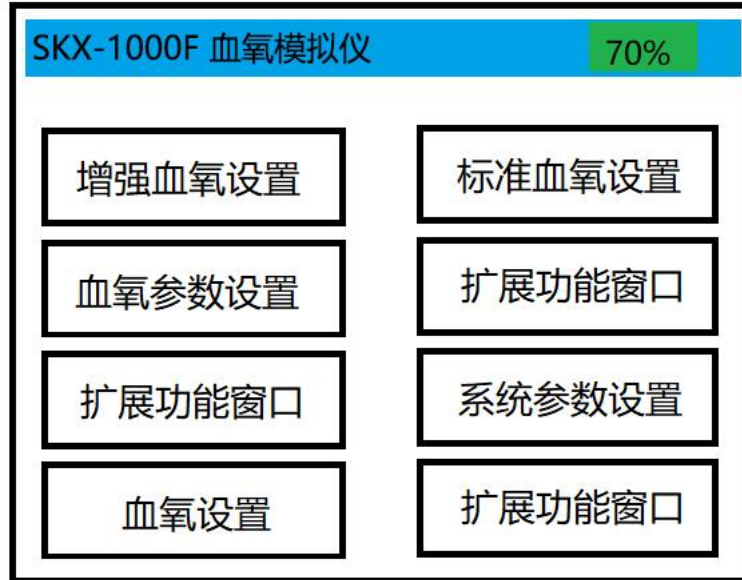 SKX-1000F 血氧模拟仪 70%
增强血氧设置 标准血氧设置
血氧参数设置 扩展功能窗口
扩展功能窗口 系统参数设置
血氧设置 扩展功能窗口